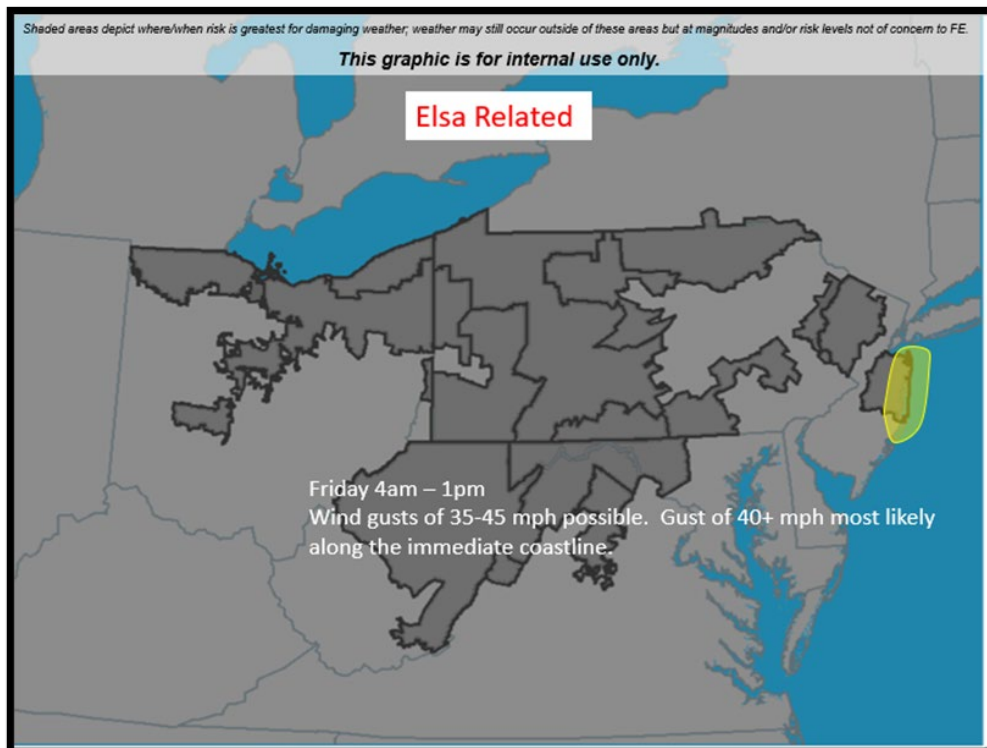 Shaded areas depict where/when risk is greatest for damaging weather; weather may still occur outside of these areas but at magnitudes and/or risk levels not of concern to FE.
This graphic is for internal use only.
Elsa Related
Friday 4am – 1pm
Wind gusts of 35-45 mph possible.  Gust of 40+ mph most likely
along the immediate coastline.